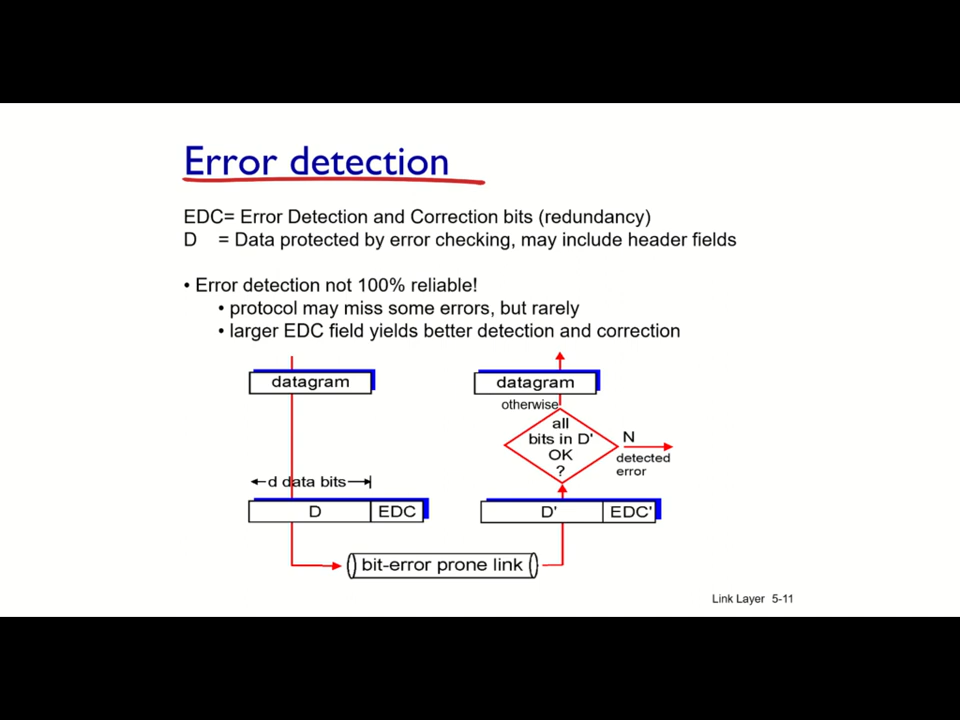 Error detection
EDC= Error Detection and Correction bits (redundancy)
D = Data protected by error checking, may include header fields
• Error detection not 100% reliable!
• protocol may miss some errors, but rarely
• larger EDC field yields better detection and correction
datagram
datagram
otherwise
all
bits in D'
OK
?
N
detected
error
d data bits
D
EDC
D'
EDC'
bit-error prone link
Link Layer 5-11